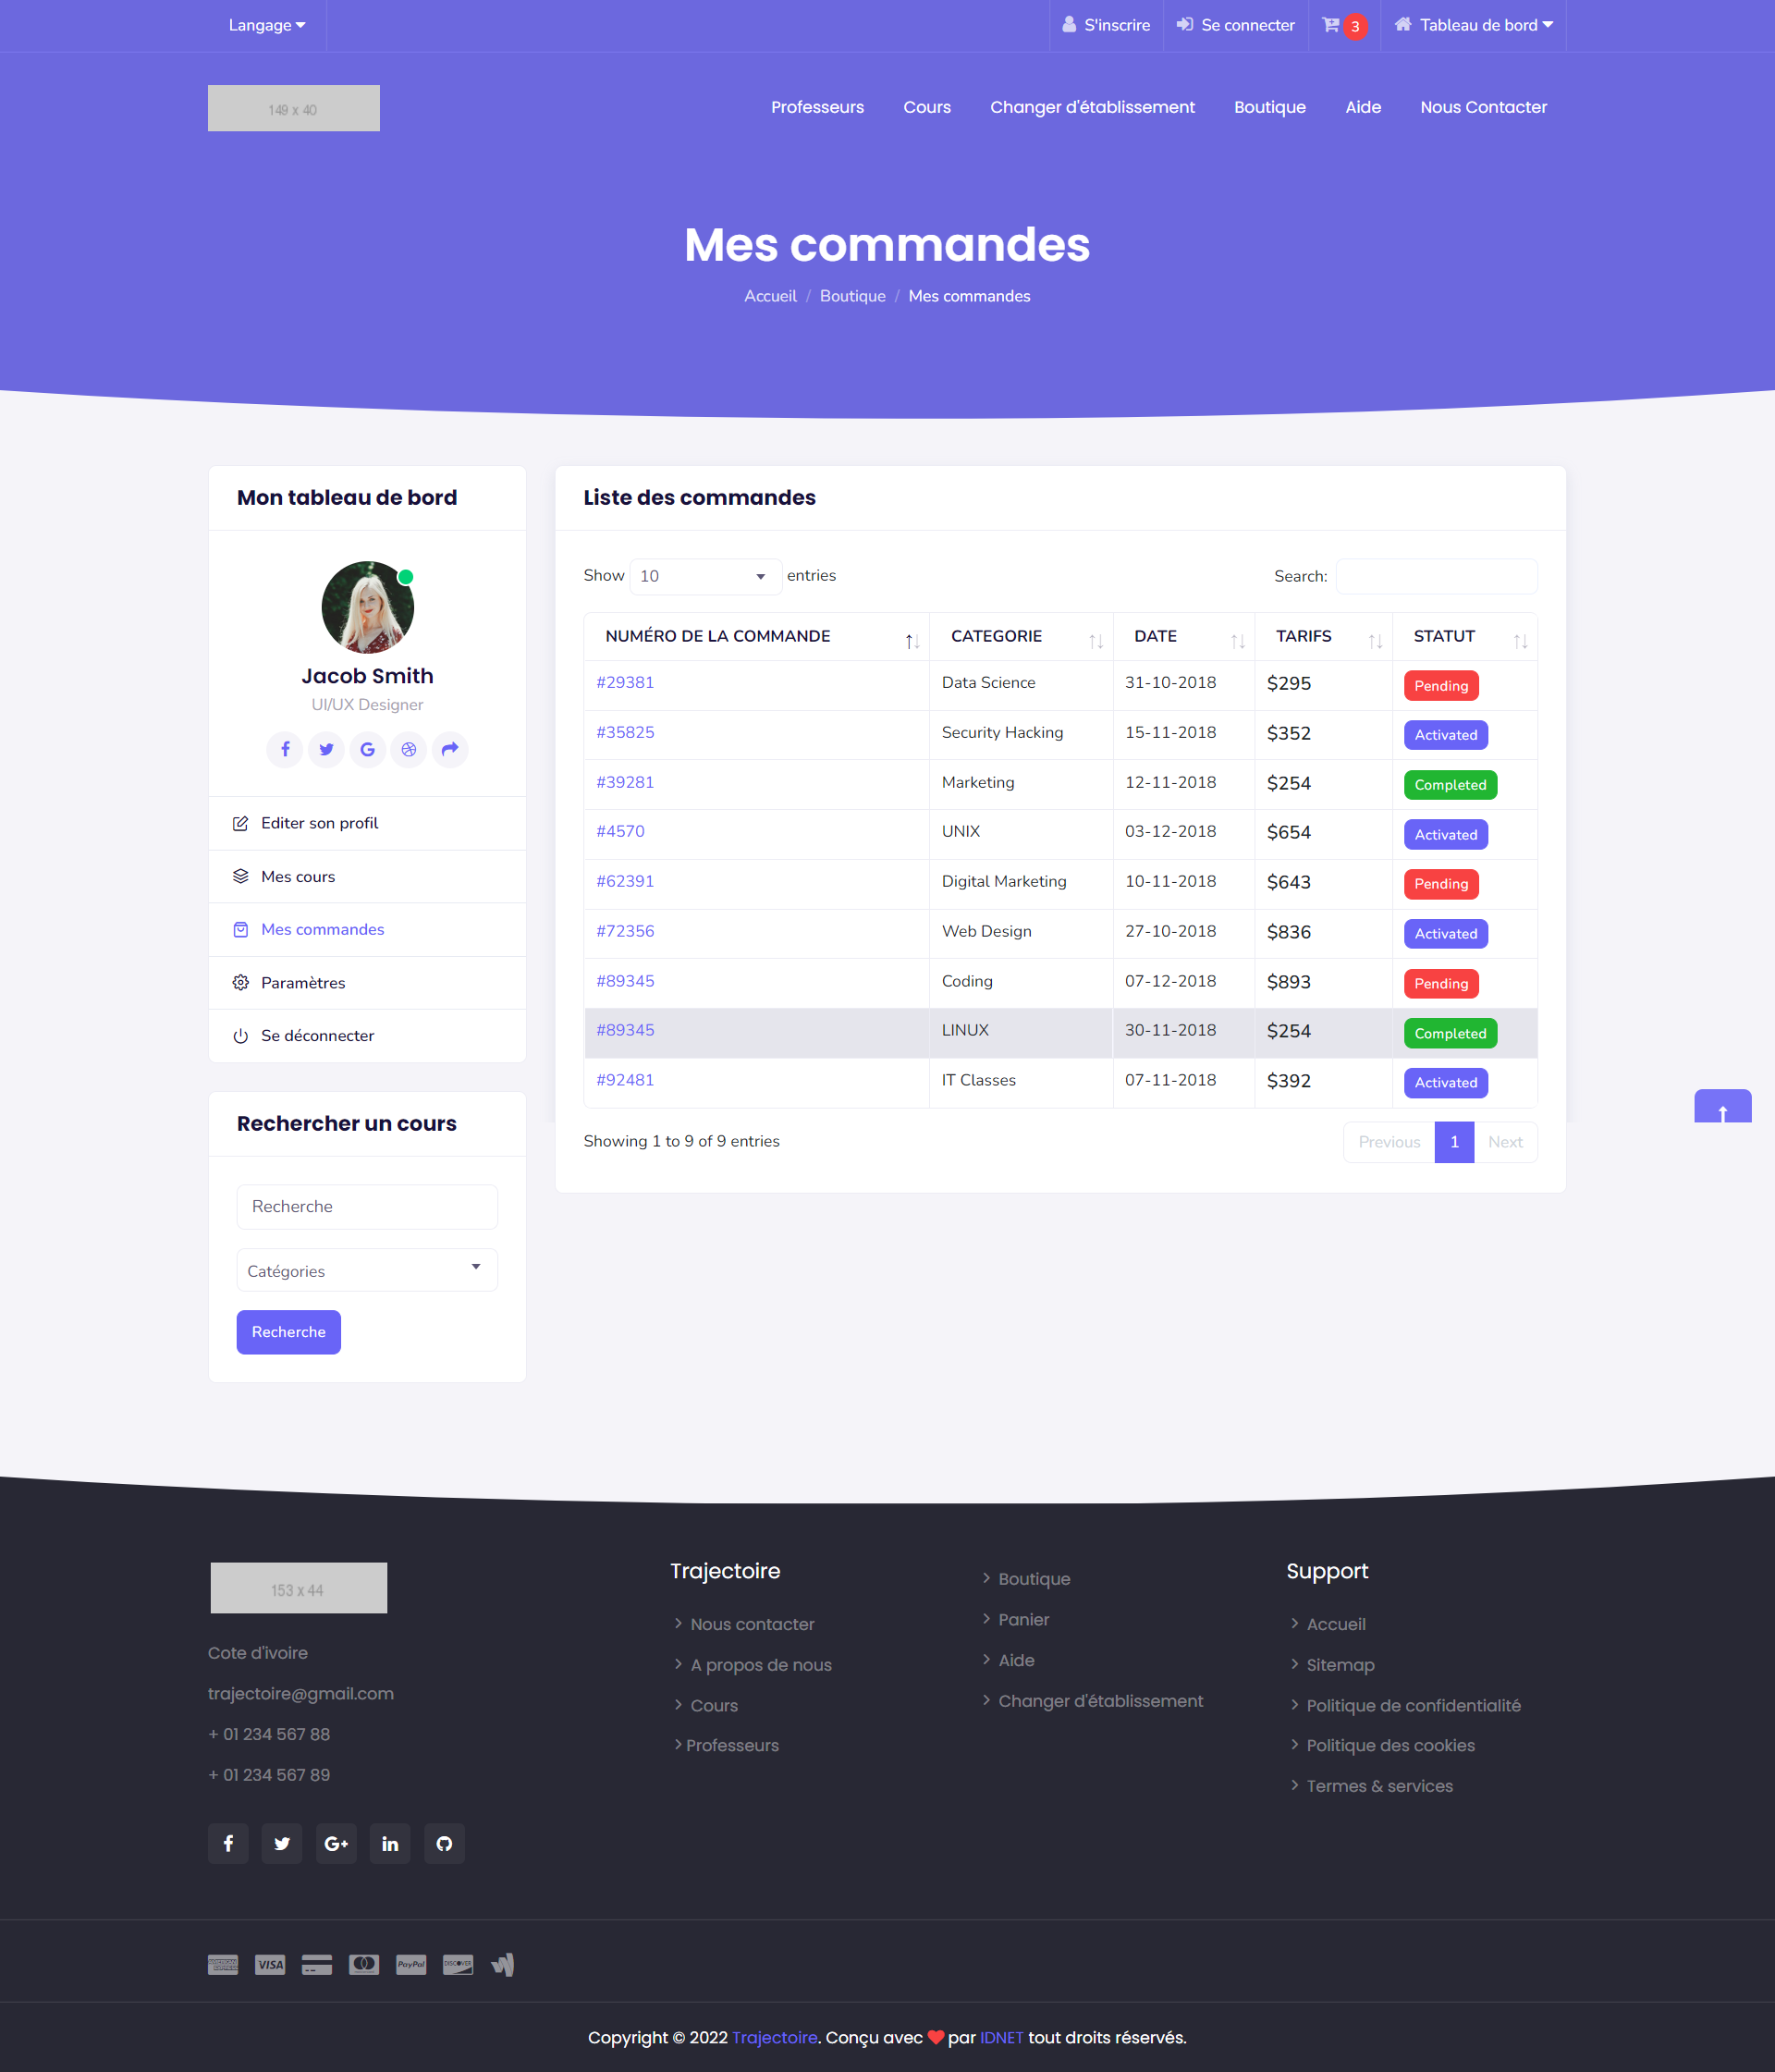 Langage
S'inscrire
Se connecter
3
Tableau de bord
149 x 40
Professeurs
Cours
Changer d'établissement
Boutique
Aide
Nous Contacter
Mes commandes
Accueil / Boutique / Mes commandes
Mon tableau de bord
Jacob Smith
UI/UX Designer
Editer son profil
Mes cours
Mes commandes
Paramètres
Se déconnecter
Rechercher un cours
Recherche
Catégories
Recherche
Liste des commandes
Show 10 entries
Search:
NUMÉRO DE LA COMMANDE CATEGORIE DATE TARIFS STATUT
#29381 Data Science 31-10-2018 $295 Pending
#35825 Security Hacking 15-11-2018 $352 Activated
#39281 Marketing 12-11-2018 $254 Completed
#4570 UNIX 03-12-2018 $654 Activated
#62391 Digital Marketing 10-11-2018 $643 Pending
#72356 Web Design 27-10-2018 $836 Activated
#89345 Coding 07-12-2018 $893 Pending
#89345 LINUX 30-11-2018 $254 Completed
#92481 IT Classes 07-11-2018 $392 Activated
Showing 1 to 9 of 9 entries
Previous 1 Next
153 x 44
Cote d'ivoire
trajectoire@gmail.com
+ 01 234 567 88
+ 01 234 567 89
G+
in
Trajectoire
Nous contacter
A propos de nous
Cours
Professeurs
Boutique
Panier
Aide
Changer d'établissement
Support
Accueil
Sitemap
Politique de confidentialité
Politique des cookies
Termes & services
AMERICAN EXPRESS
VISA
PayPal
DISCOVER
Copyright © 2022 Trajectoire. Conçu avec ❤ par IDNET tout droits réservés.